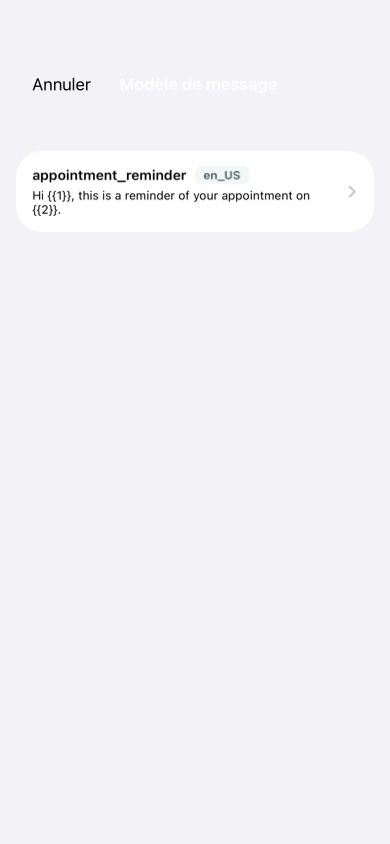 Annuler Modèle de message
appointment_reminder en_US
Hi {{1}}, this is a reminder of your appointment on
{{2}}.